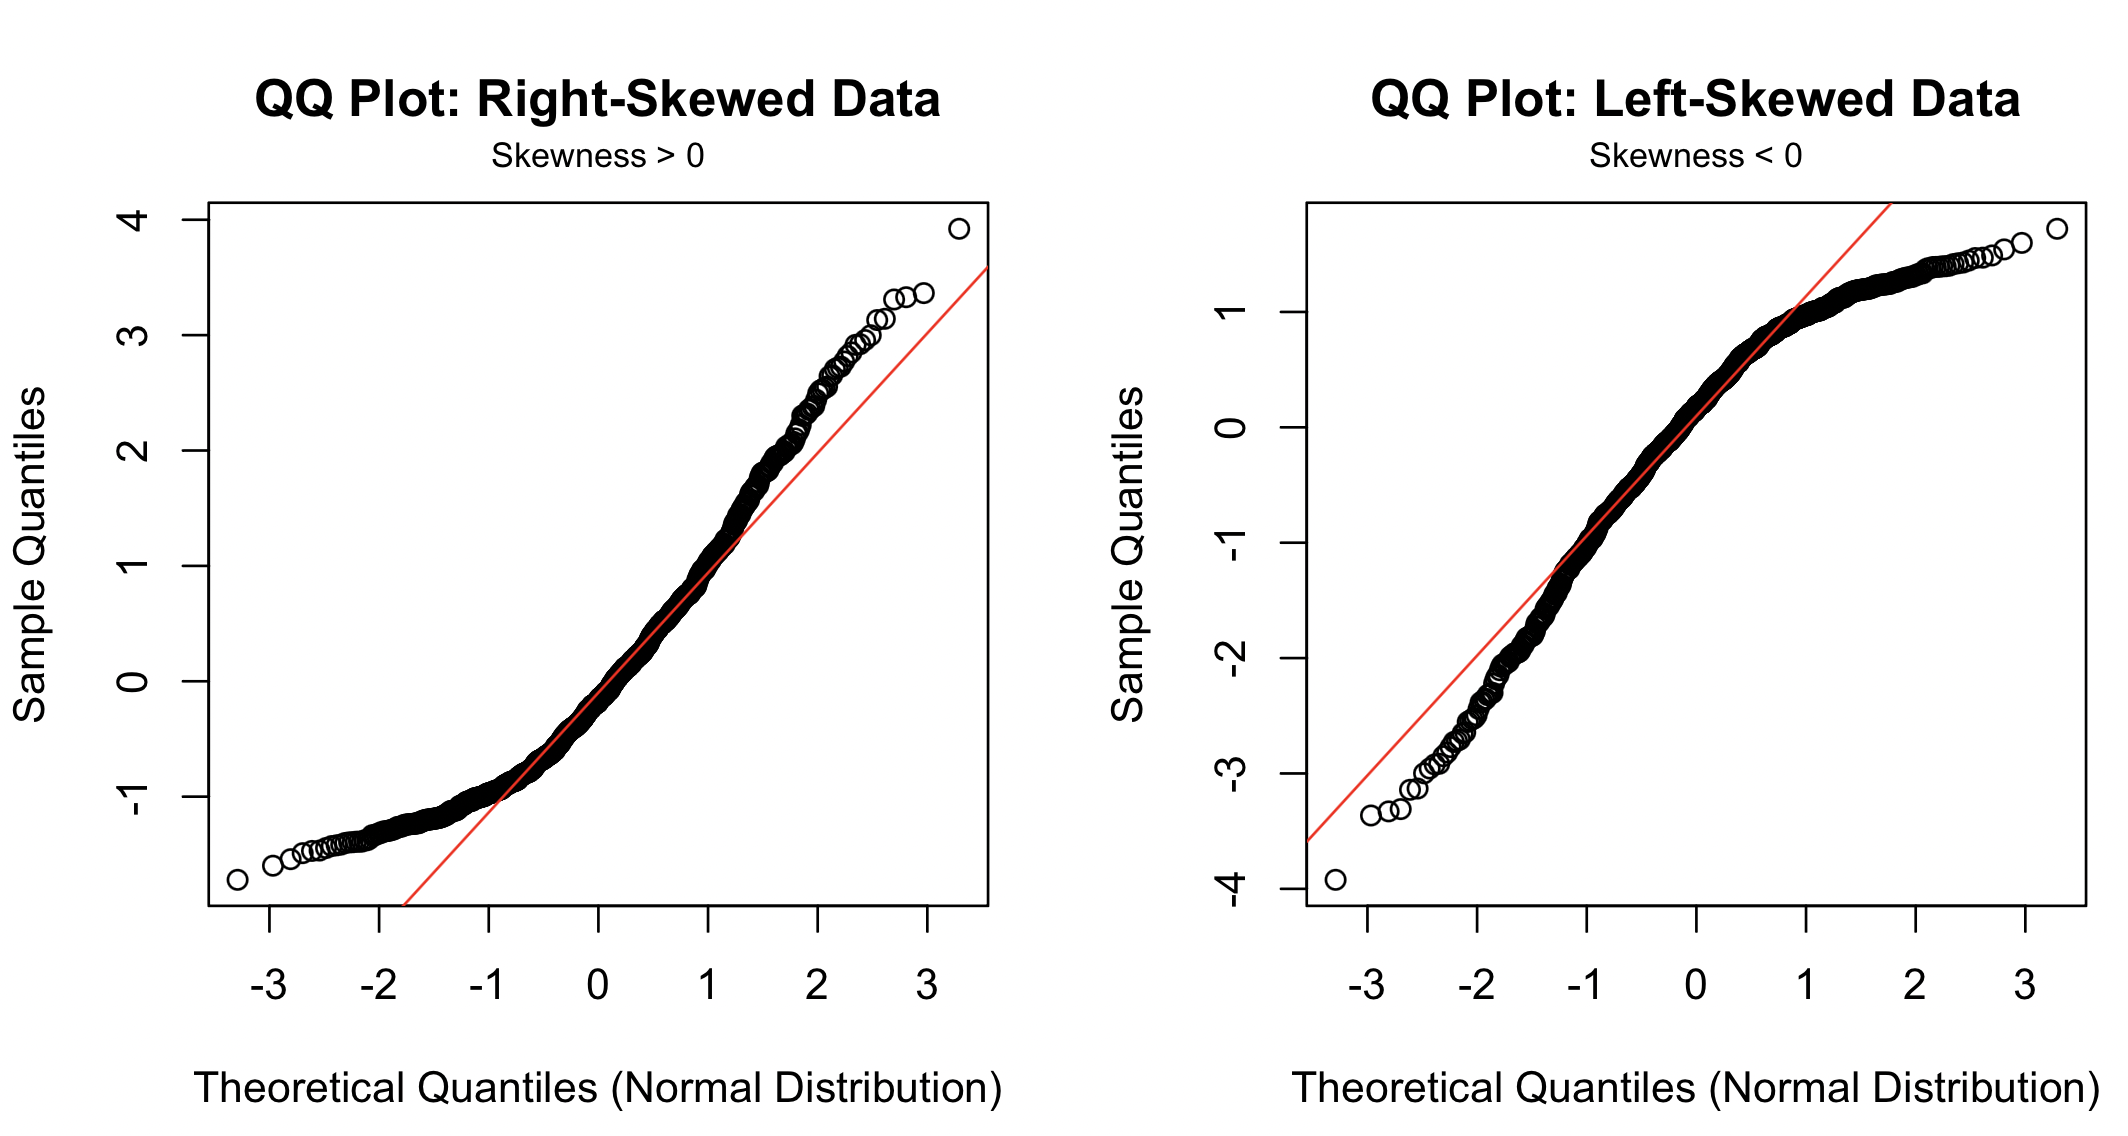 QQ Plot: Right-Skewed Data
Skewness > 0
4
3
2
1
0
-1
Sample Quantiles
-3 -2 -1 0 1 2 3
Theoretical Quantiles (Normal Distribution)
QQ Plot: Left-Skewed Data
Skewness < 0
1
0
-1
-2
-3
-4
Sample Quantiles
-3 -2 -1 0 1 2 3
Theoretical Quantiles (Normal Distribution)